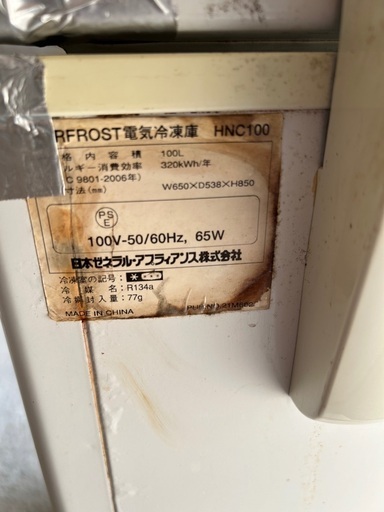 RFROST電気冷凍庫 HNC100
格内容積 100L
ルギー消費効率 320kWh/年
C 9801-2006年)
寸法(mm) W650×D538×H850
PS
E
100V-50/60Hz, 65W
日本ゼネラル・アプライアンス株式会社
冷凍室の記号:
冷媒名: R134a
冷媒封入量: 77g
MADE IN CHINA